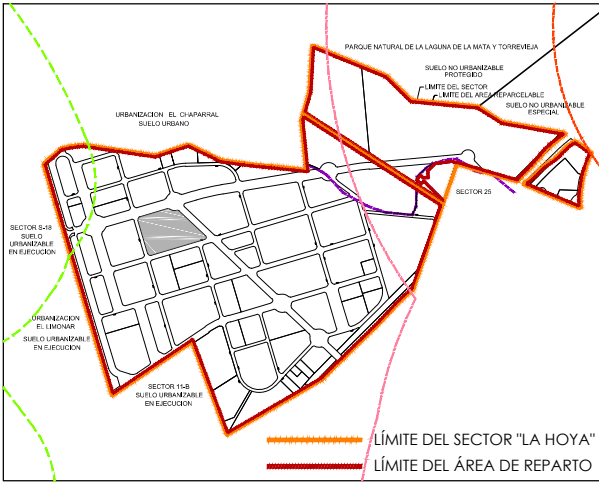 PARQUE NATURAL DE LA LAGUNA DE LA MATA Y TORREVIEJA
SUELO NO URBANIZABLE
PROTEGIDO
LIMITE DEL SECTOR
LIMITE DEL AREA REPARCELABLE
SUELO NO URBANIZABLE
ESPECIAL
URBANIZACION EL CHAPARRAL
SUELO URBANO
SECTOR 25
SECTOR S-18
SUELO
URBANIZABLE
EN EJECUCION
URBANIZACION
EL LIMONAR
SUELO URBANIZABLE
EN EJECUCION
SECTOR 11-B
SUELO URBANIZABLE
EN EJECUCION
LÍMITE DEL SECTOR "LA HOYA"
LÍMITE DEL ÁREA DE REPARTO